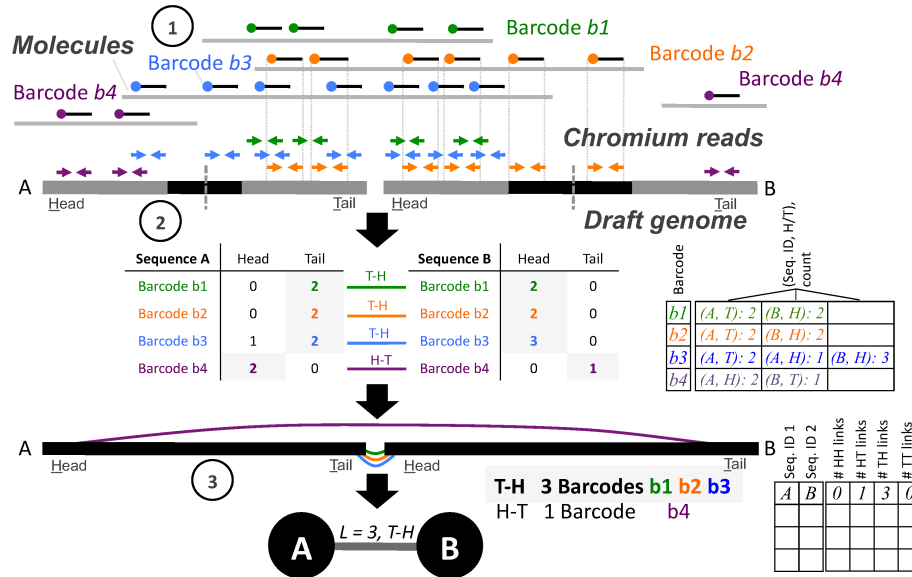 1
Barcode b1
Molecules
Barcode b2
Barcode b3
Barcode b4
Barcode b4
Chromium reads
A
B
Head
Tail
Head
Tail
2
Draft genome
Sequence A Head Tail Sequence B Head Tail
Barcode b1 0 2 T-H Barcode b1 2 0
Barcode b2 0 2 T-H Barcode b2 2 0
Barcode b3 1 2 T-H Barcode b3 3 0
Barcode b4 2 0 H-T Barcode b4 0 1
Barcode
(Seq. ID, H/T),
count
b1 (A, T): 2 (B, H): 2
b2 (A, T): 2 (B, H): 2
b3 (A, T): 2 (A, H): 1 (B, H): 3
b4 (A, H): 2 (B, T): 1
A
B
Head
Tail
Head
Tail
3
T-H 3 Barcodes b1 b2 b3
H-T 1 Barcode b4
Seq. ID 1
Seq. ID 2
# HH links
# HT links
# TH links
# TT links
A B 0 1 3 0
A
L = 3, T-H
B